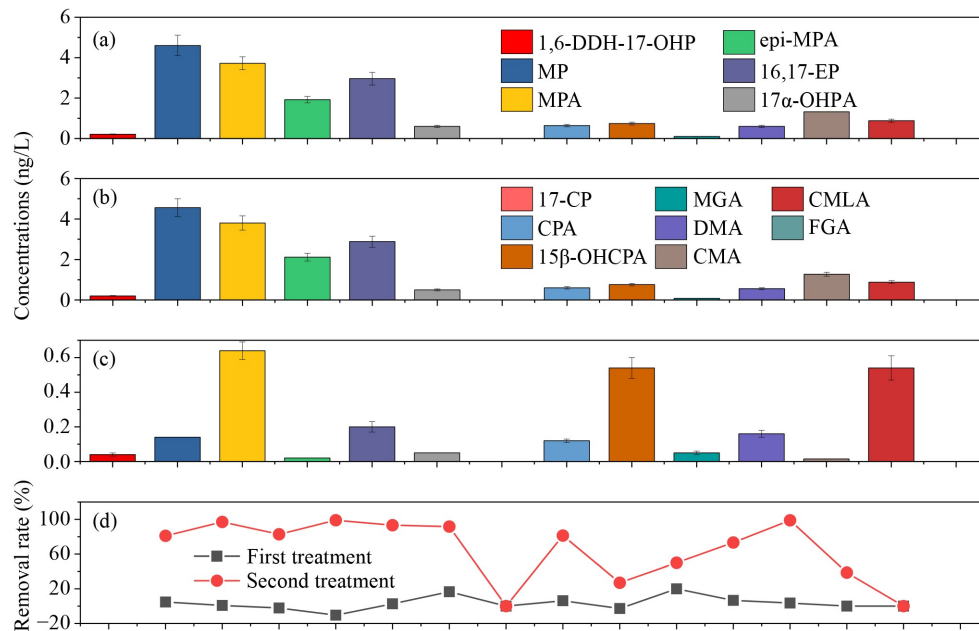 Concentrations (ng/L)
6
4
2
0
(a)
1,6-DDH-17-OHP
MP
MPA
epi-MPA
16,17-EP
17α-OHPA
6
4
2
0
(b)
17-CP
CPA
15β-OHCPA
MGA
DMA
CMA
CMLA
FGA
0.6
0.4
0.2
0.0
(c)
Removal rate (%)
100
60
20
−20
(d)
First treatment
Second treatment